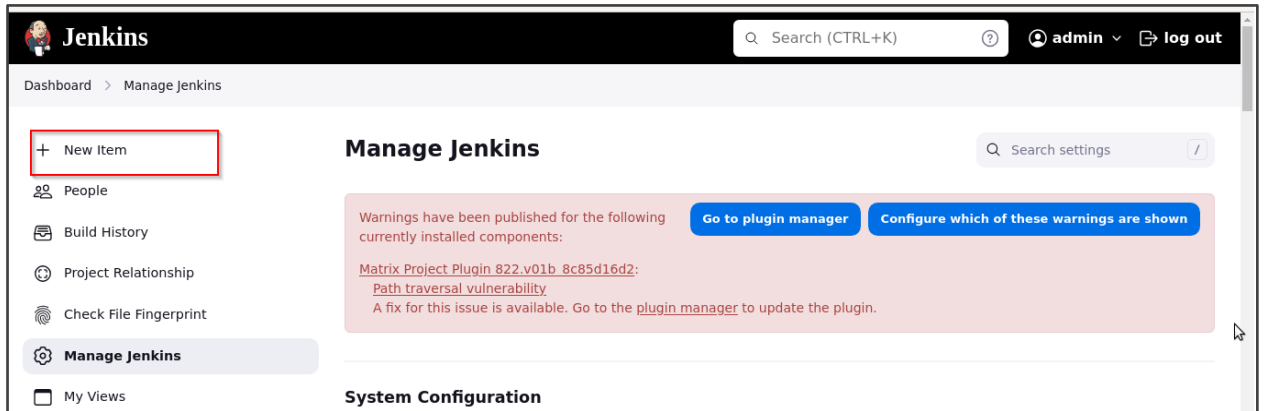 Jenkins
Search (CTRL+K)
?
admin
log out
Dashboard > Manage Jenkins
New Item
People
Build History
Project Relationship
Check File Fingerprint
Manage Jenkins
My Views
Manage Jenkins
Search settings
/
Warnings have been published for the following
currently installed components:
Go to plugin manager
Configure which of these warnings are shown
Matrix Project Plugin 822.v01b_8c85d16d2:
Path traversal vulnerability
A fix for this issue is available. Go to the plugin manager to update the plugin.
System Configuration